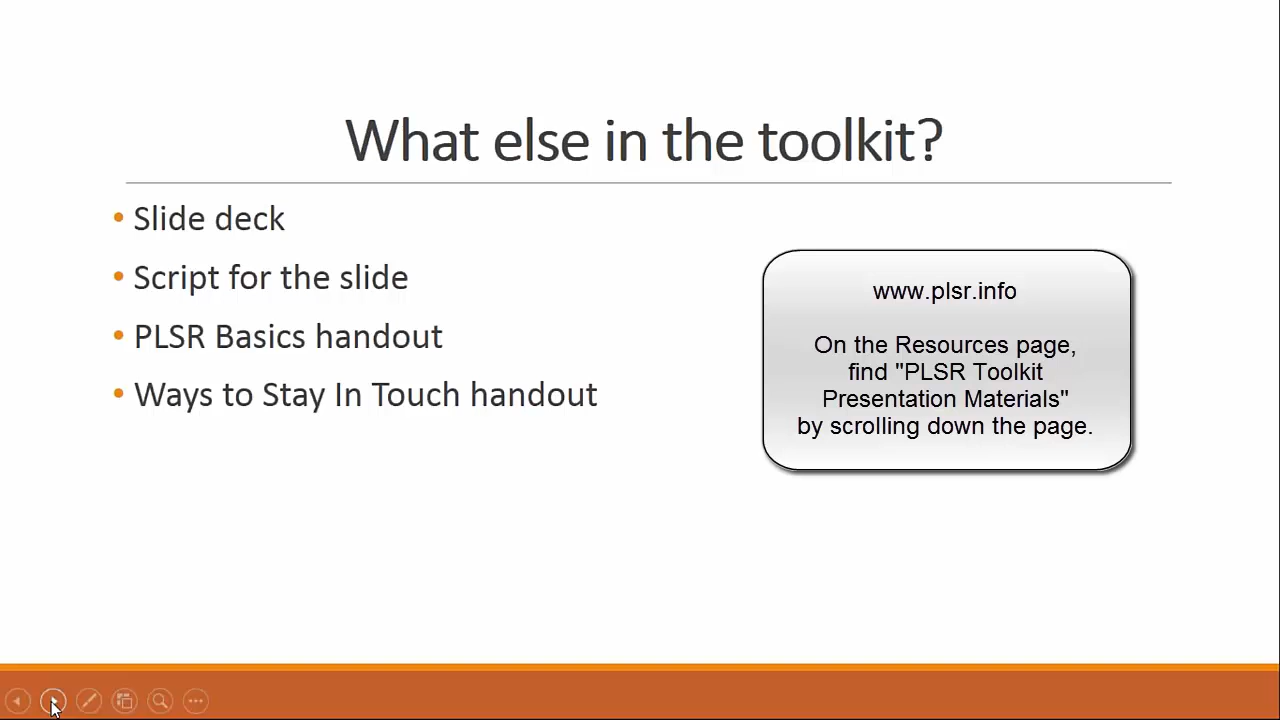 What else in the toolkit?
• Slide deck
• Script for the slide
• PLSR Basics handout
• Ways to Stay In Touch handout
www.plsr.info
On the Resources page,
find "PLSR Toolkit
Presentation Materials"
by scrolling down the page.